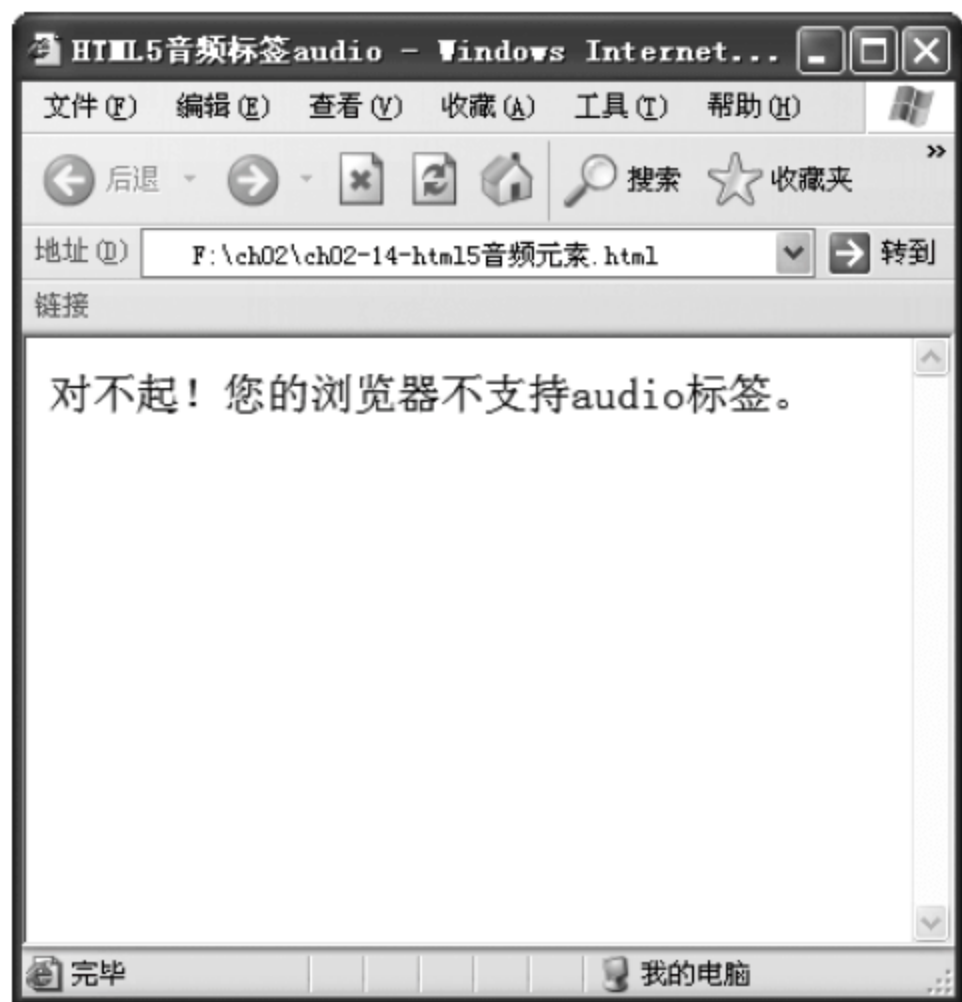 HTML5音频标签audio - Windows Internet...
文件(F) 编辑(E) 查看(V) 收藏(A) 工具(T) 帮助(H)
后退 搜索 收藏夹 »
地址(D) F:\ch02\ch02-14-html5音频元素.html 转到
链接
对不起！您的浏览器不支持audio标签。
完毕 我的电脑